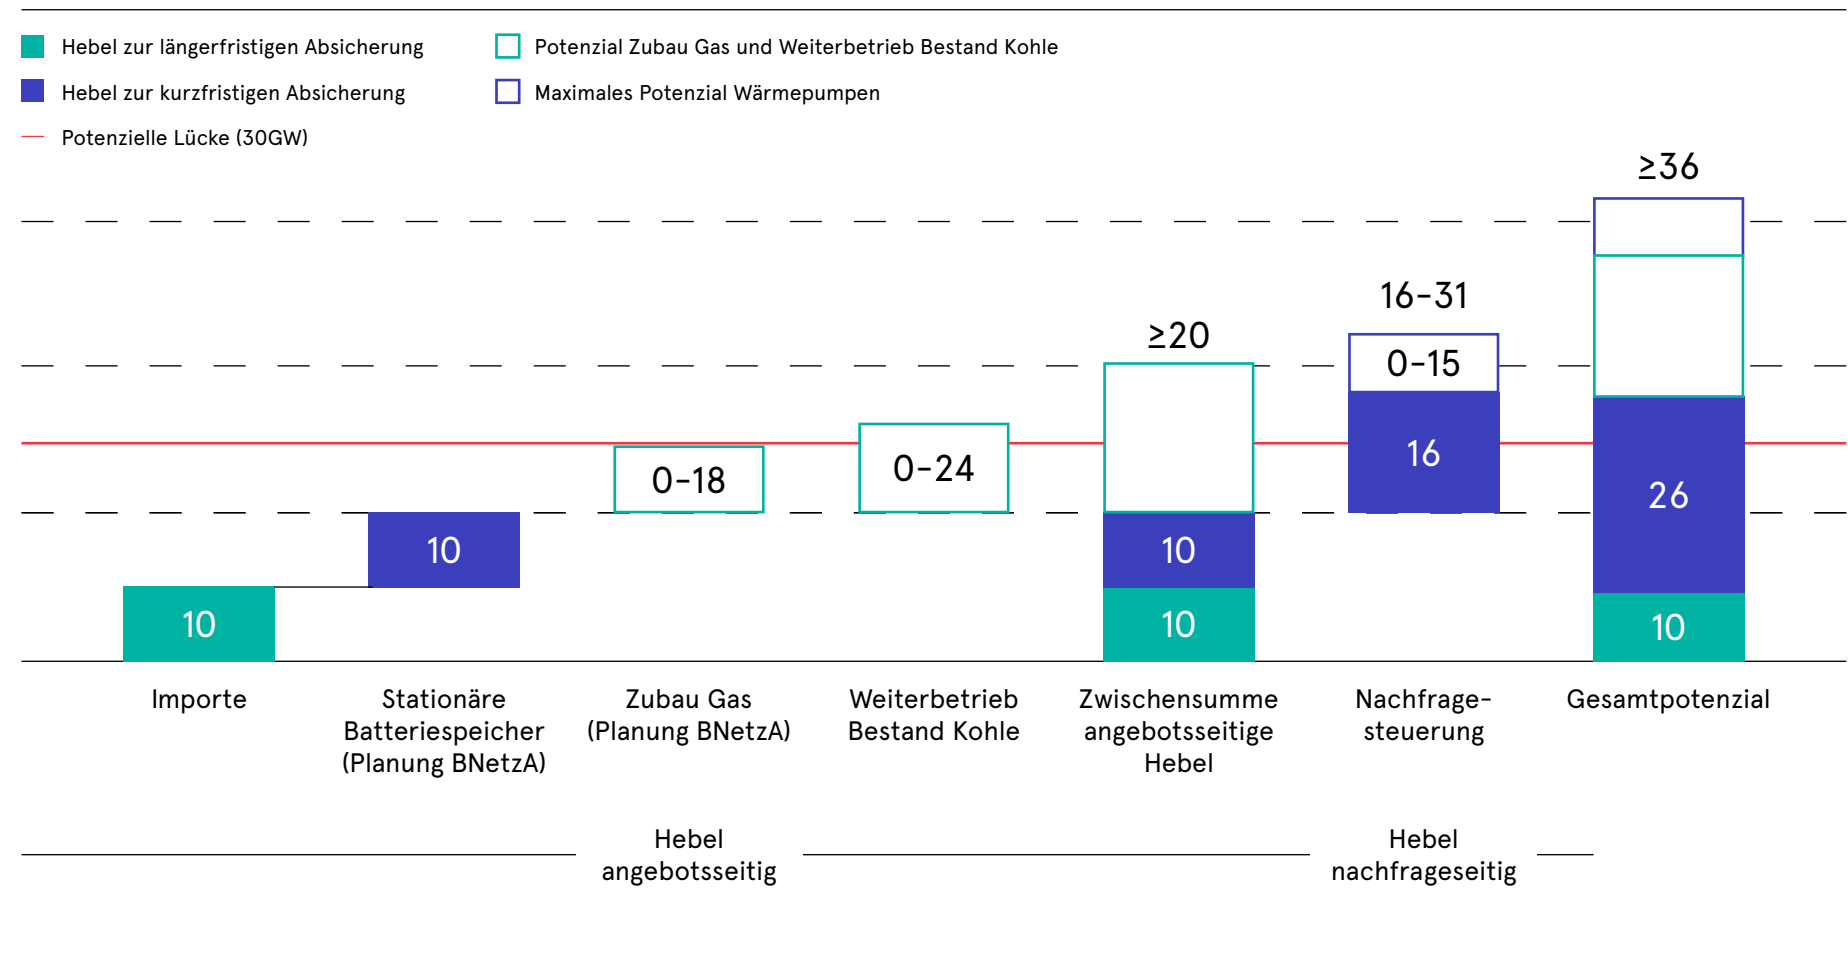 Hebel zur längerfristigen Absicherung
Hebel zur kurzfristigen Absicherung
Potenzielle Lücke (30GW)
Potenzial Zubau Gas und Weiterbetrieb Bestand Kohle
Maximales Potenzial Wärmepumpen
10
10
0-18
0-24
≥20
10
10
16-31
0-15
16
≥36
26
10
Importe
Stationäre
Batteriespeicher
(Planung BNetzA)
Zubau Gas
(Planung BNetzA)
Weiterbetrieb
Bestand Kohle
Zwischensumme
angebotsseitige
Hebel
Nachfrage-
steuerung
Gesamtpotenzial
Hebel
angebotsseitig
Hebel
nachfrageseitig